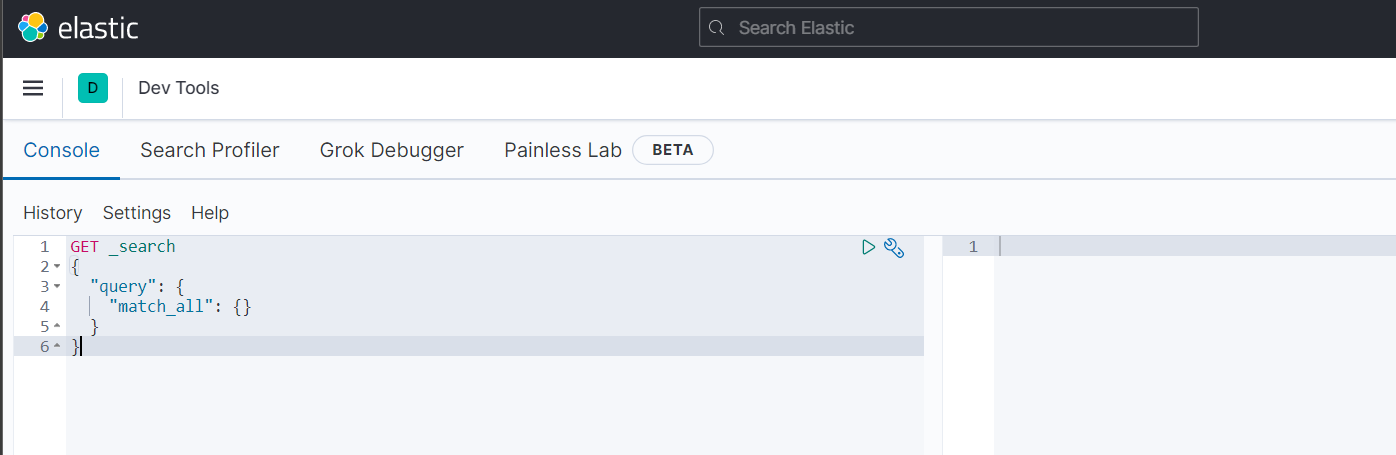 elastic
Search Elastic
D
Dev Tools
Console Search Profiler Grok Debugger Painless Lab BETA
History Settings Help
1 GET _search
2 {
3 "query": {
4 "match_all": {}
5 }
6 }
1